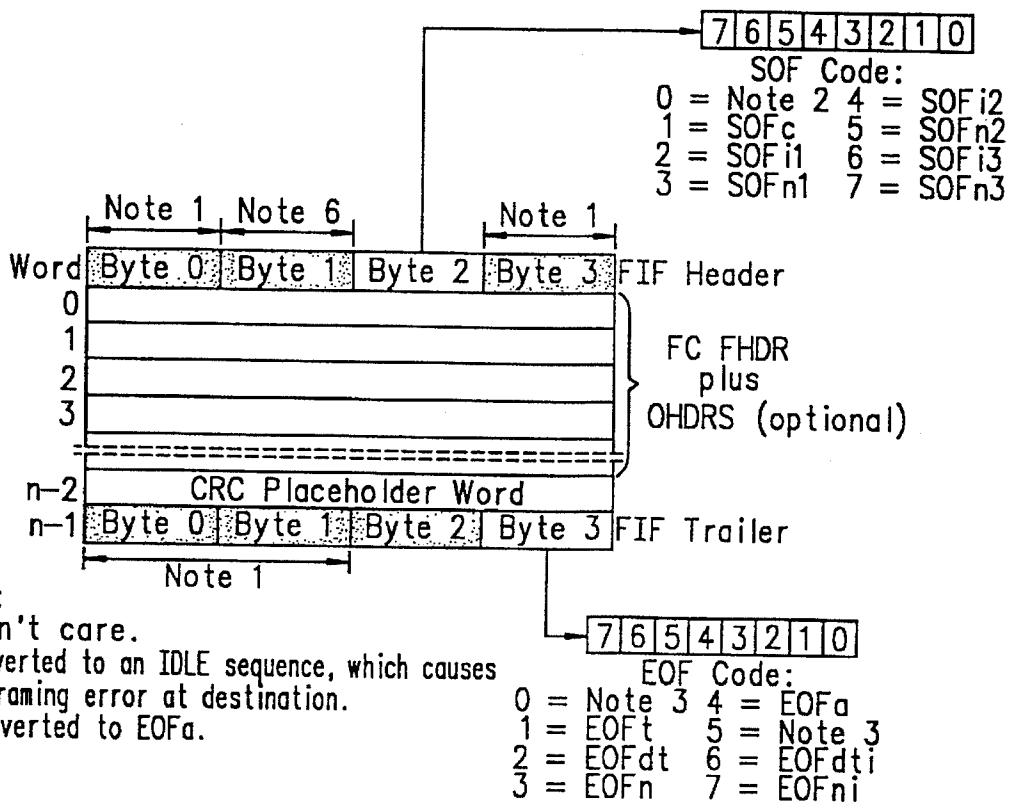 7 6 5 4 3 2 1 0
SOF Code:
0 = Note 2 4 = SOFi2
1 = SOFc 5 = SOFn2
2 = SOFi1 6 = SOFi3
3 = SOFn1 7 = SOFn3
Note 1 Note 6 Note 1
Word Byte 0 Byte 1 Byte 2 Byte 3 FIF Header
0
1
2
3
FC FHDR
plus
OHDRS (optional)
n-2 CRC Placeholder Word
n-1 Byte 0 Byte 1 Byte 2 Byte 3 FIF Trailer
Note 1
:
n't care.
verted to an IDLE sequence, which causes
raming error at destination.
verted to EOFa.
7 6 5 4 3 2 1 0
EOF Code:
0 = Note 3 4 = EOFa
1 = EOFt 5 = Note 3
2 = EOFdt 6 = EOFdti
3 = EOFn 7 = EOFni